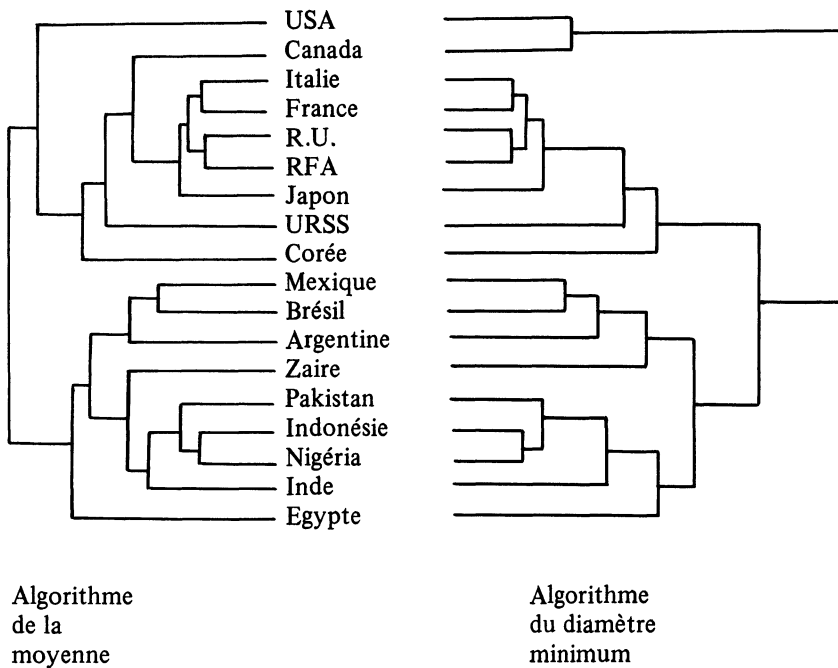 USA
Canada
Italie
France
R.U.
RFA
Japon
URSS
Corée
Mexique
Brésil
Argentine
Zaire
Pakistan
Indonésie
Nigéria
Inde
Egypte
Algorithme
de la
moyenne
Algorithme
du diamètre
minimum